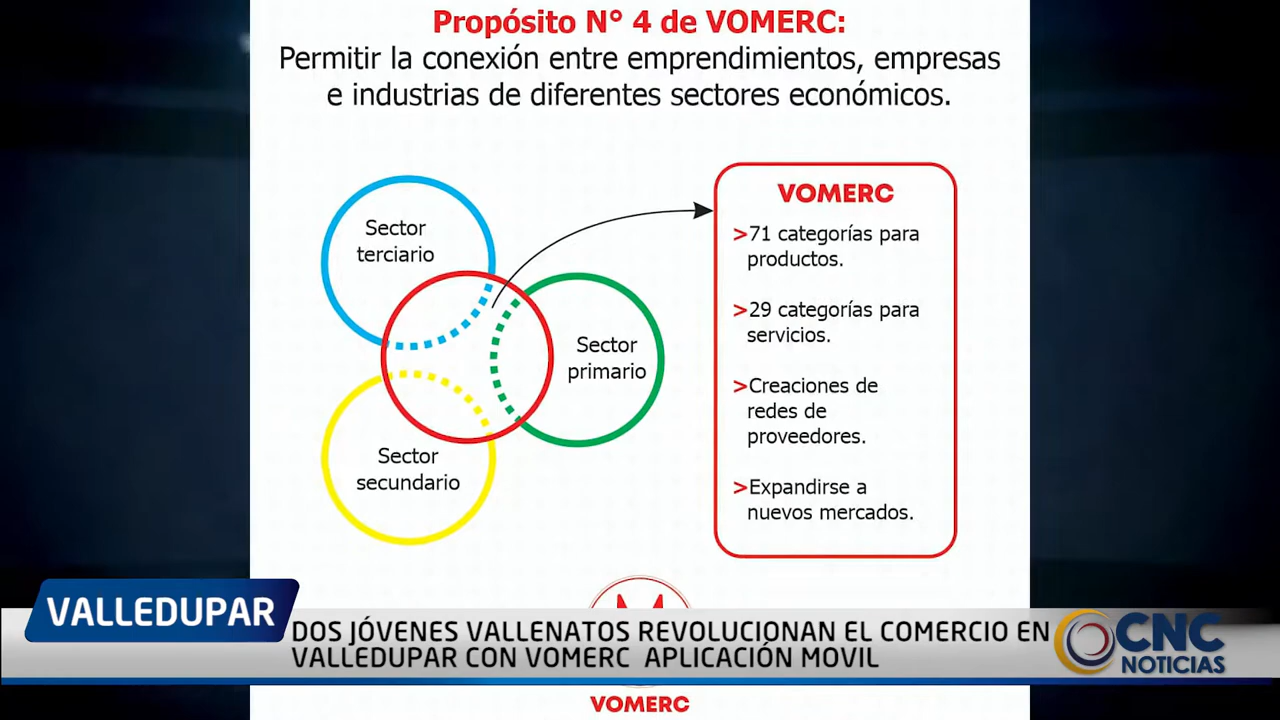 Propósito N° 4 de VOMERC:
Permitir la conexión entre emprendimientos, empresas
e industrias de diferentes sectores económicos.
Sector
terciario
Sector
primario
Sector
secundario
VOMERC
>71 categorías para
productos.
>29 categorías para
servicios.
>Creaciones de
redes de
proveedores.
>Expandirse a
nuevos mercados.
VALLEDUPAR
DOS JÓVENES VALLENATOS REVOLUCIONAN EL COMERCIO EN
VALLEDUPAR CON VOMERC APLICACIÓN MOVIL
CNC
NOTICIAS
VOMERC